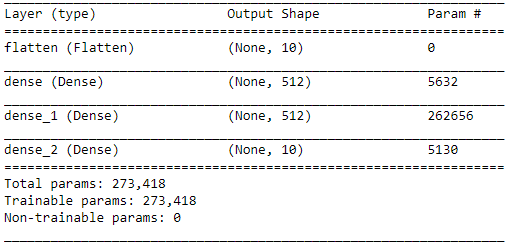 Layer (type) Output Shape Param #
=================================================================
flatten (Flatten) (None, 10) 0
_________________________________________________________________
dense (Dense) (None, 512) 5632
_________________________________________________________________
dense_1 (Dense) (None, 512) 262656
_________________________________________________________________
dense_2 (Dense) (None, 10) 5130
=================================================================
Total params: 273,418
Trainable params: 273,418
Non-trainable params: 0
_________________________________________________________________